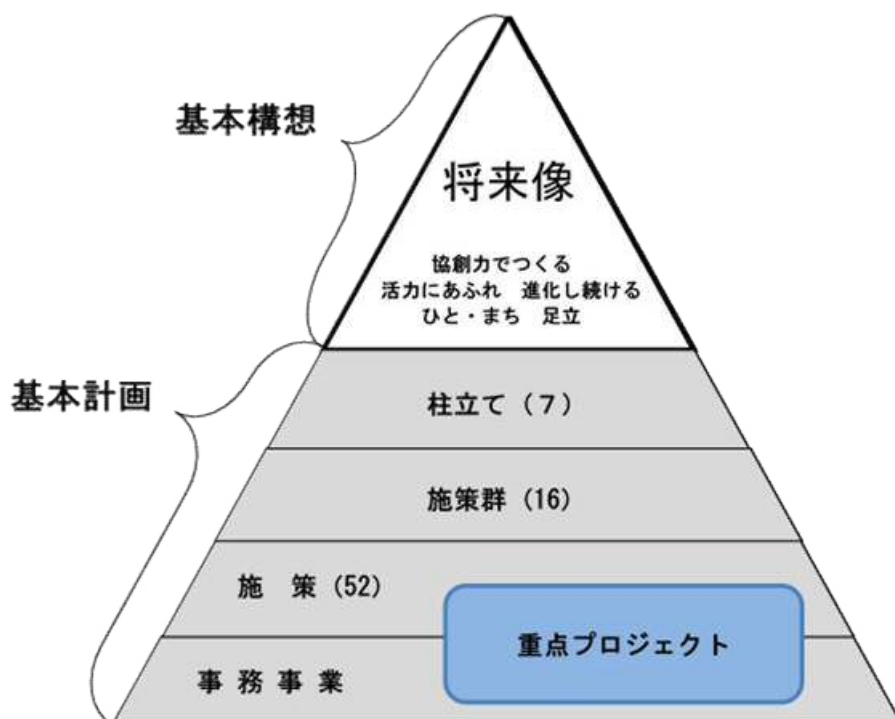 基本構想
将来像
協創力でつくる
活力にあふれ　進化し続ける
ひと・まち　足立
基本計画
柱立て（７）
施策群（16）
施　策（52）
重点プロジェクト
事 務 事 業